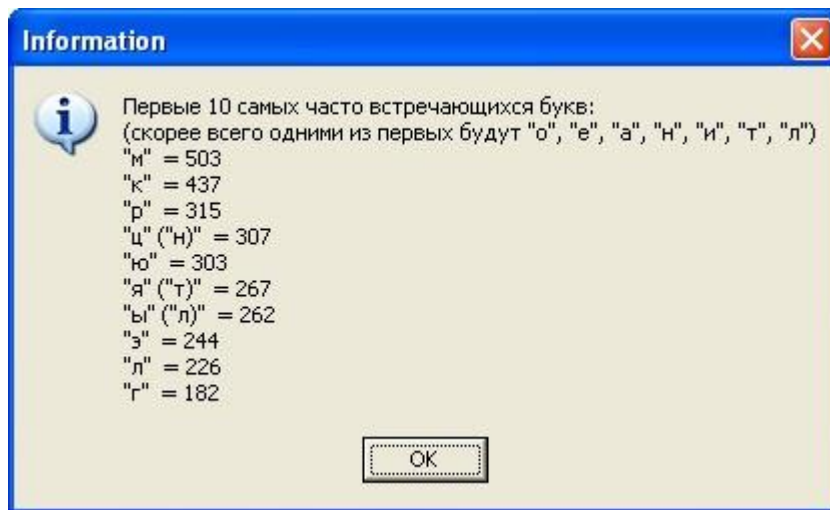 Information
Первые 10 самых часто встречающихся букв:
(скорее всего одними из первых будут "о", "е", "а", "н", "и", "т", "л")
"м" = 503
"к" = 437
"р" = 315
"ц" ("н)" = 307
"ю" = 303
"я" ("т)" = 267
"ы" ("л)" = 262
"э" = 244
"л" = 226
"г" = 182
OK